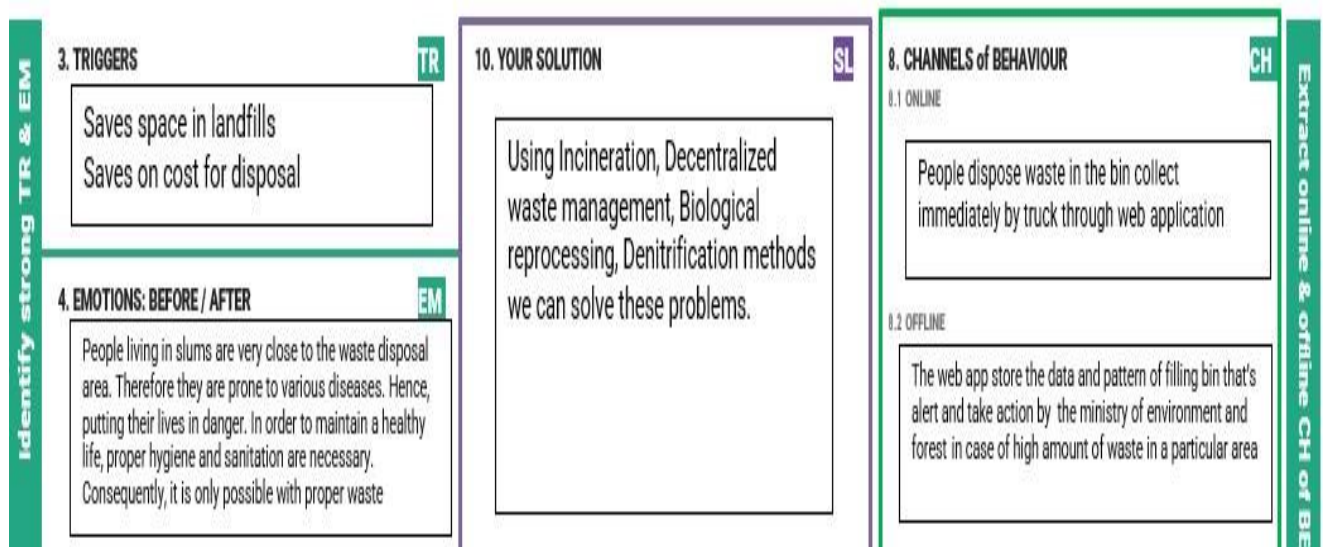 Identify strong TR & EM
3. TRIGGERS
TR
Saves space in landfills
Saves on cost for disposal
4. EMOTIONS: BEFORE / AFTER
EM
People living in slums are very close to the waste disposal
area. Therefore they are prone to various diseases. Hence,
putting their lives in danger. In order to maintain a healthy
life, proper hygiene and sanitation are necessary.
Consequently, it is only possible with proper waste
10. YOUR SOLUTION
SL
Using Incineration, Decentralized
waste management, Biological
reprocessing, Denitrification methods
we can solve these problems.
8. CHANNELS of BEHAVIOUR
CH
8.1 ONLINE
People dispose waste in the bin collect
immediately by truck through web application
8.2 OFFLINE
The web app store the data and pattern of filling bin that's
alert and take action by the ministry of environment and
forest in case of high amount of waste in a particular area
Extract online & offline CH of BE